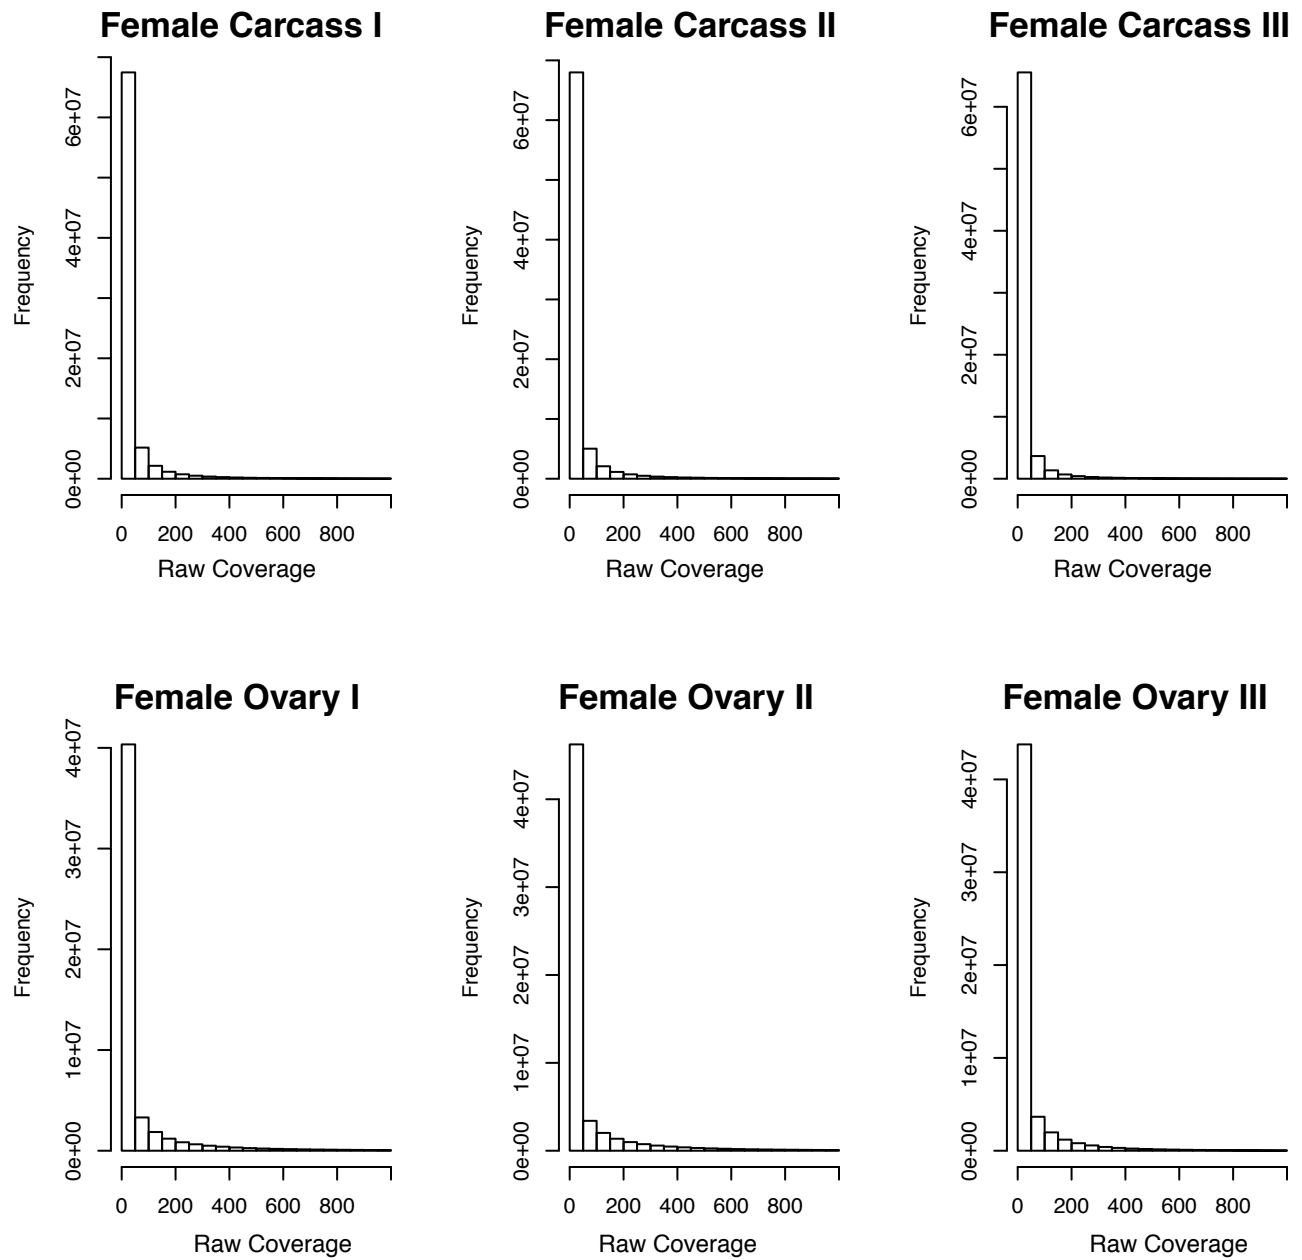 Female Carcass I
Frequency
0e+00 2e+07 4e+07 6e+07
0 200 400 600 800
Raw Coverage
Female Carcass II
Frequency
0e+00 2e+07 4e+07 6e+07
0 200 400 600 800
Raw Coverage
Female Carcass III
Frequency
0e+00 2e+07 4e+07 6e+07
0 200 400 600 800
Raw Coverage
Female Ovary I
Frequency
0e+00 1e+07 2e+07 3e+07 4e+07
0 200 400 600 800
Raw Coverage
Female Ovary II
Frequency
0e+00 1e+07 2e+07 3e+07 4e+07
0 200 400 600 800
Raw Coverage
Female Ovary III
Frequency
0e+00 1e+07 2e+07 3e+07 4e+07
0 200 400 600 800
Raw Coverage